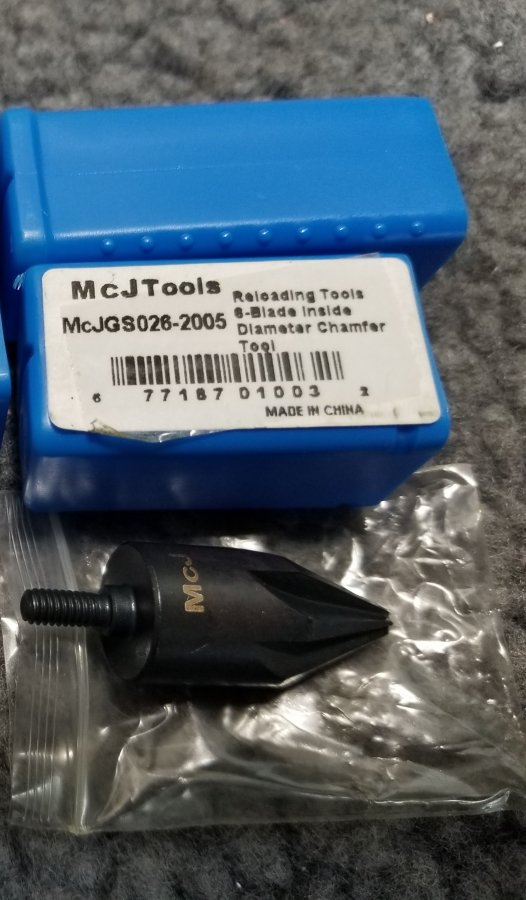 McJTools
McJGS026-2005
Reloading Tools
6-Blade Inside
Diameter Chamfer
Tool
6 77187 01003 2
MADE IN CHINA
McJ